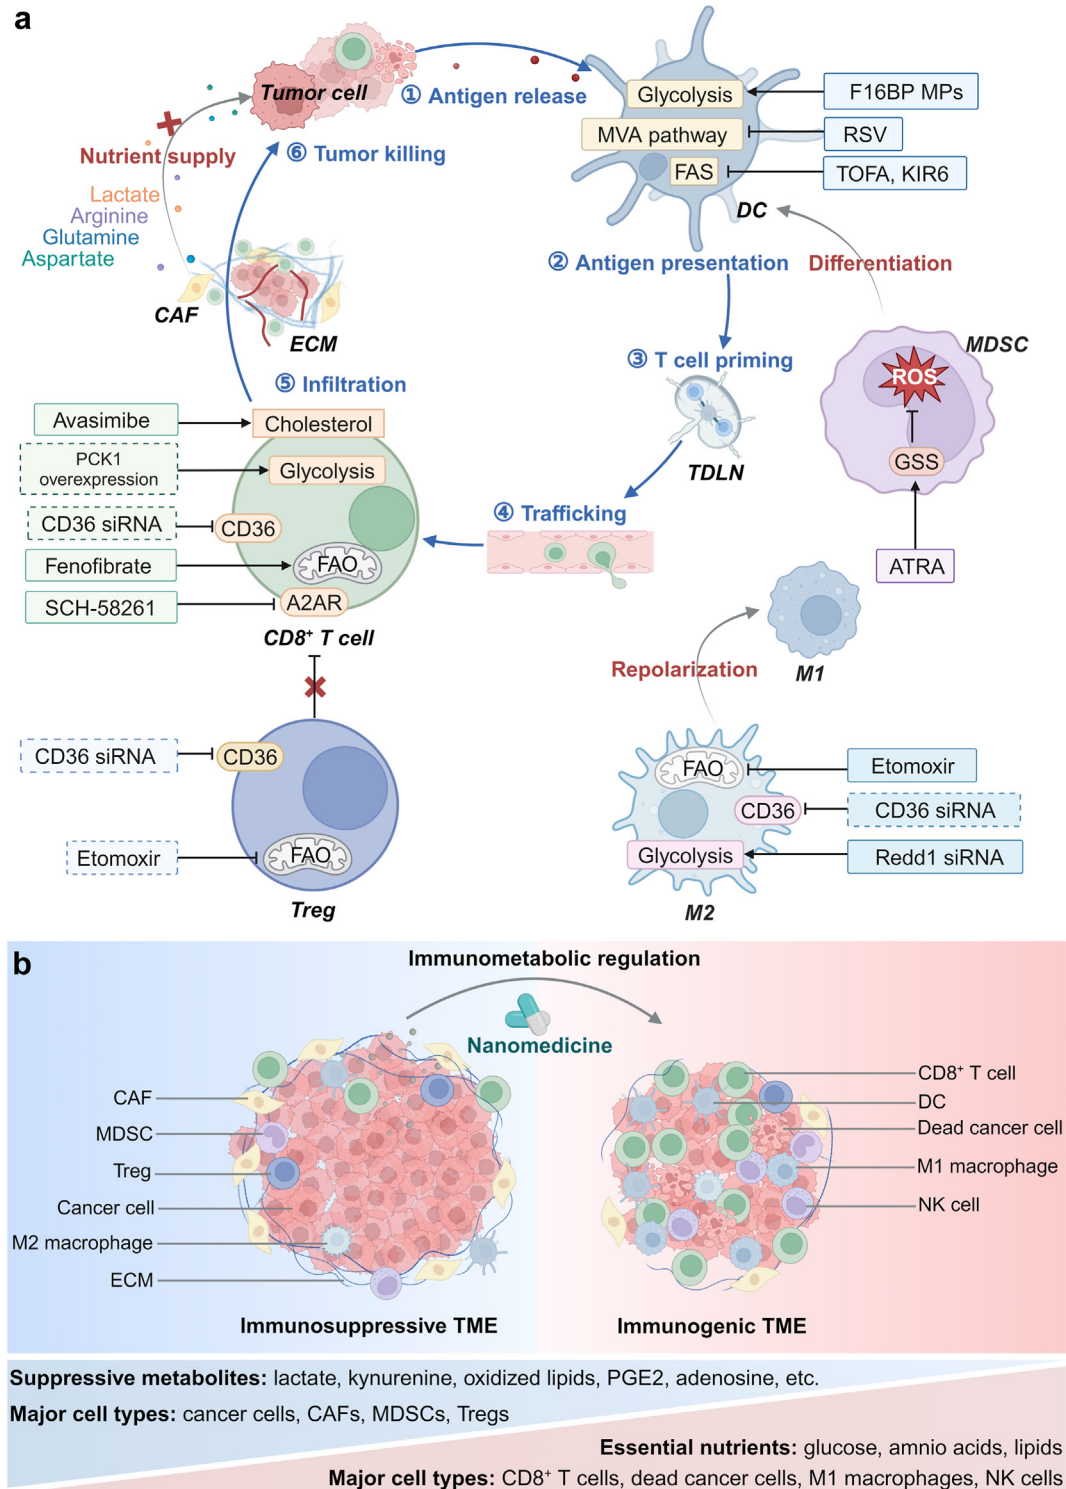 a
Tumor cell
① Antigen release
Glycolysis
F16BP MPs
MVA pathway
RSV
FAS
TOFA, KIR6
DC
⑥ Tumor killing
Nutrient supply
Lactate
Arginine
Glutamine
Aspartate
CAF
ECM
② Antigen presentation
Differentiation
③ T cell priming
TDLN
MDSC
ROS
GSS
ATRA
④ Trafficking
⑤ Infiltration
Avasimibe
Cholesterol
PCK1
overexpression
Glycolysis
CD36 siRNA
CD36
Fenofibrate
FAO
SCH-58261
A2AR
CD8⁺ T cell
M1
Repolarization
CD36 siRNA
CD36
Etomoxir
FAO
Treg
FAO
Etomoxir
CD36
CD36 siRNA
Glycolysis
Redd1 siRNA
M2
b
Immunometabolic regulation
Nanomedicine
CAF
MDSC
Treg
Cancer cell
M2 macrophage
ECM
CD8⁺ T cell
DC
Dead cancer cell
M1 macrophage
NK cell
Immunosuppressive TME
Immunogenic TME
Suppressive metabolites: lactate, kynurenine, oxidized lipids, PGE2, adenosine, etc.
Major cell types: cancer cells, CAFs, MDSCs, Tregs
Essential nutrients: glucose, amnio acids, lipids
Major cell types: CD8⁺ T cells, dead cancer cells, M1 macrophages, NK cells